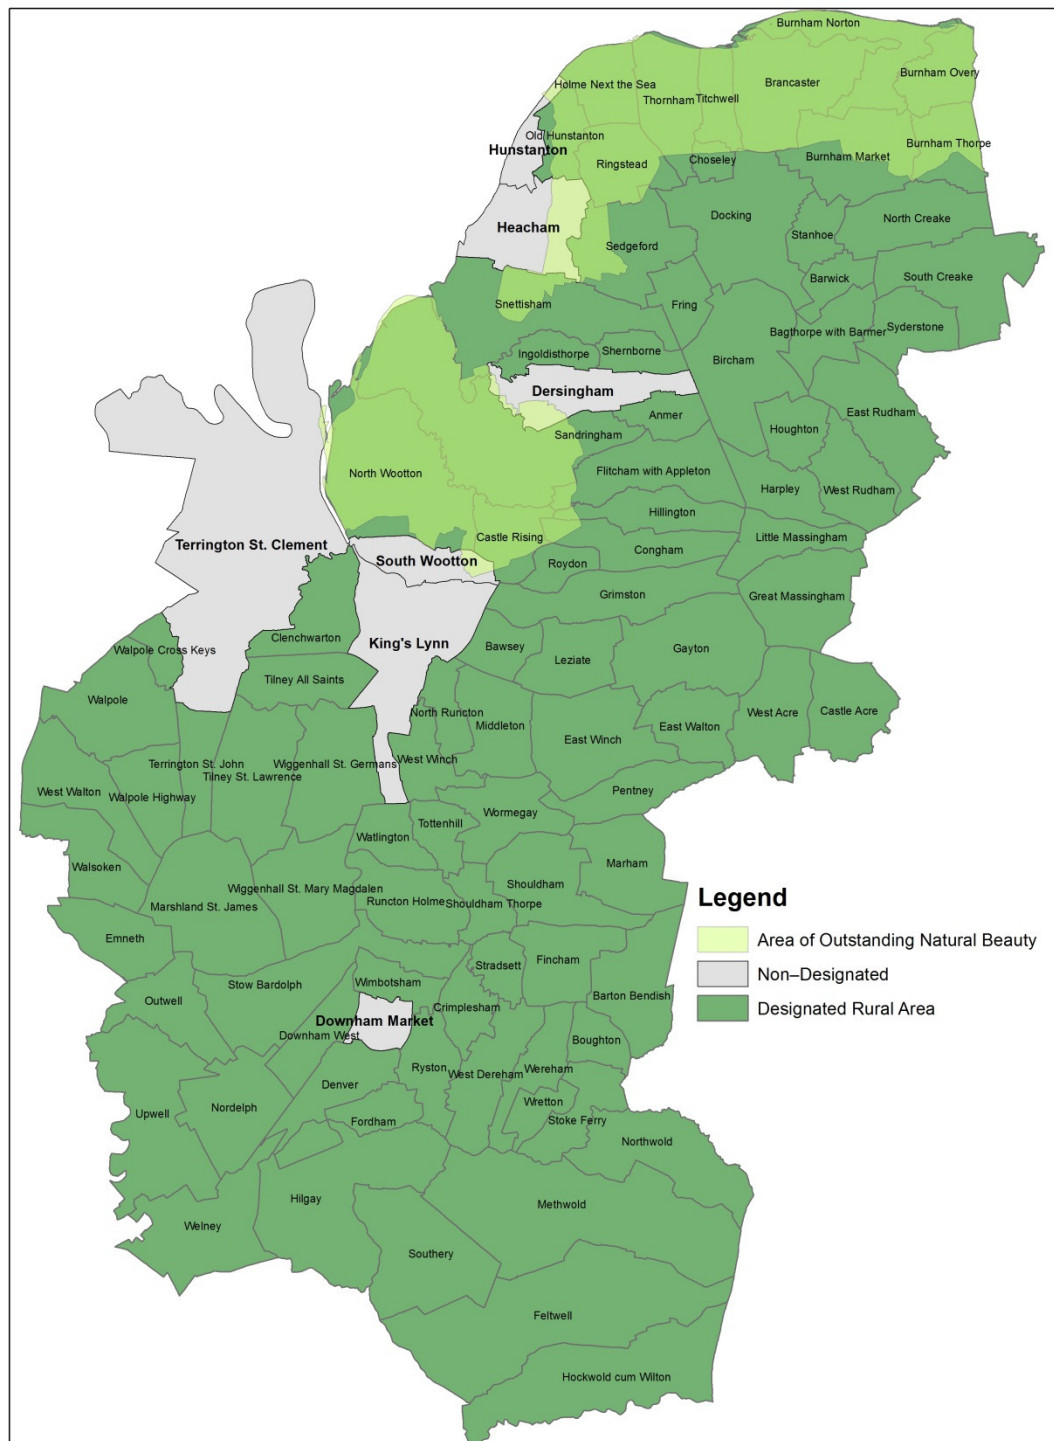 Burnham Norton
Holme Next the Sea
Thornham
Titchwell
Brancaster
Burnham Overy
Old Hunstanton
Hunstanton
Ringstead
Choseley
Burnham Market
Burnham Thorpe
Heacham
Sedgeford
Docking
Stanhoe
North Creake
Barwick
South Creake
Snettisham
Fring
Bagthorpe with Barmer
Syderstone
Ingoldisthorpe
Shernborne
Bircham
Dersingham
Anmer
Sandringham
Houghton
East Rudham
North Wootton
Flitcham with Appleton
Harpley
West Rudham
Hillington
Terrington St. Clement
Castle Rising
Congham
Little Massingham
South Wootton
Roydon
Grimston
Great Massingham
Clenchwarton
King's Lynn
Bawsey
Leziate
Gayton
Walpole Cross Keys
Tilney All Saints
Walpole
North Runcton
Middleton
East Winch
East Walton
West Acre
Castle Acre
Terrington St. John
Wiggenhall St. Germans
West Winch
Tilney St. Lawrence
West Walton
Walpole Highway
Pentney
Wormegay
Tottenhill
Watlington
Walsoken
Marham
Wiggenhall St. Mary Magdalen
Shouldham
Marshland St. James
Runcton Holme
Shouldham Thorpe
Legend
Area of Outstanding Natural Beauty
Non–Designated
Designated Rural Area
Emneth
Stradsett
Fincham
Outwell
Stow Bardolph
Wimbotsham
Barton Bendish
Crimplesham
Downham Market
Downham West
Boughton
Ryston
West Dereham
Wereham
Denver
Wretton
Upwell
Nordelph
Fordham
Stoke Ferry
Northwold
Hilgay
Methwold
Welney
Southery
Feltwell
Hockwold cum Wilton